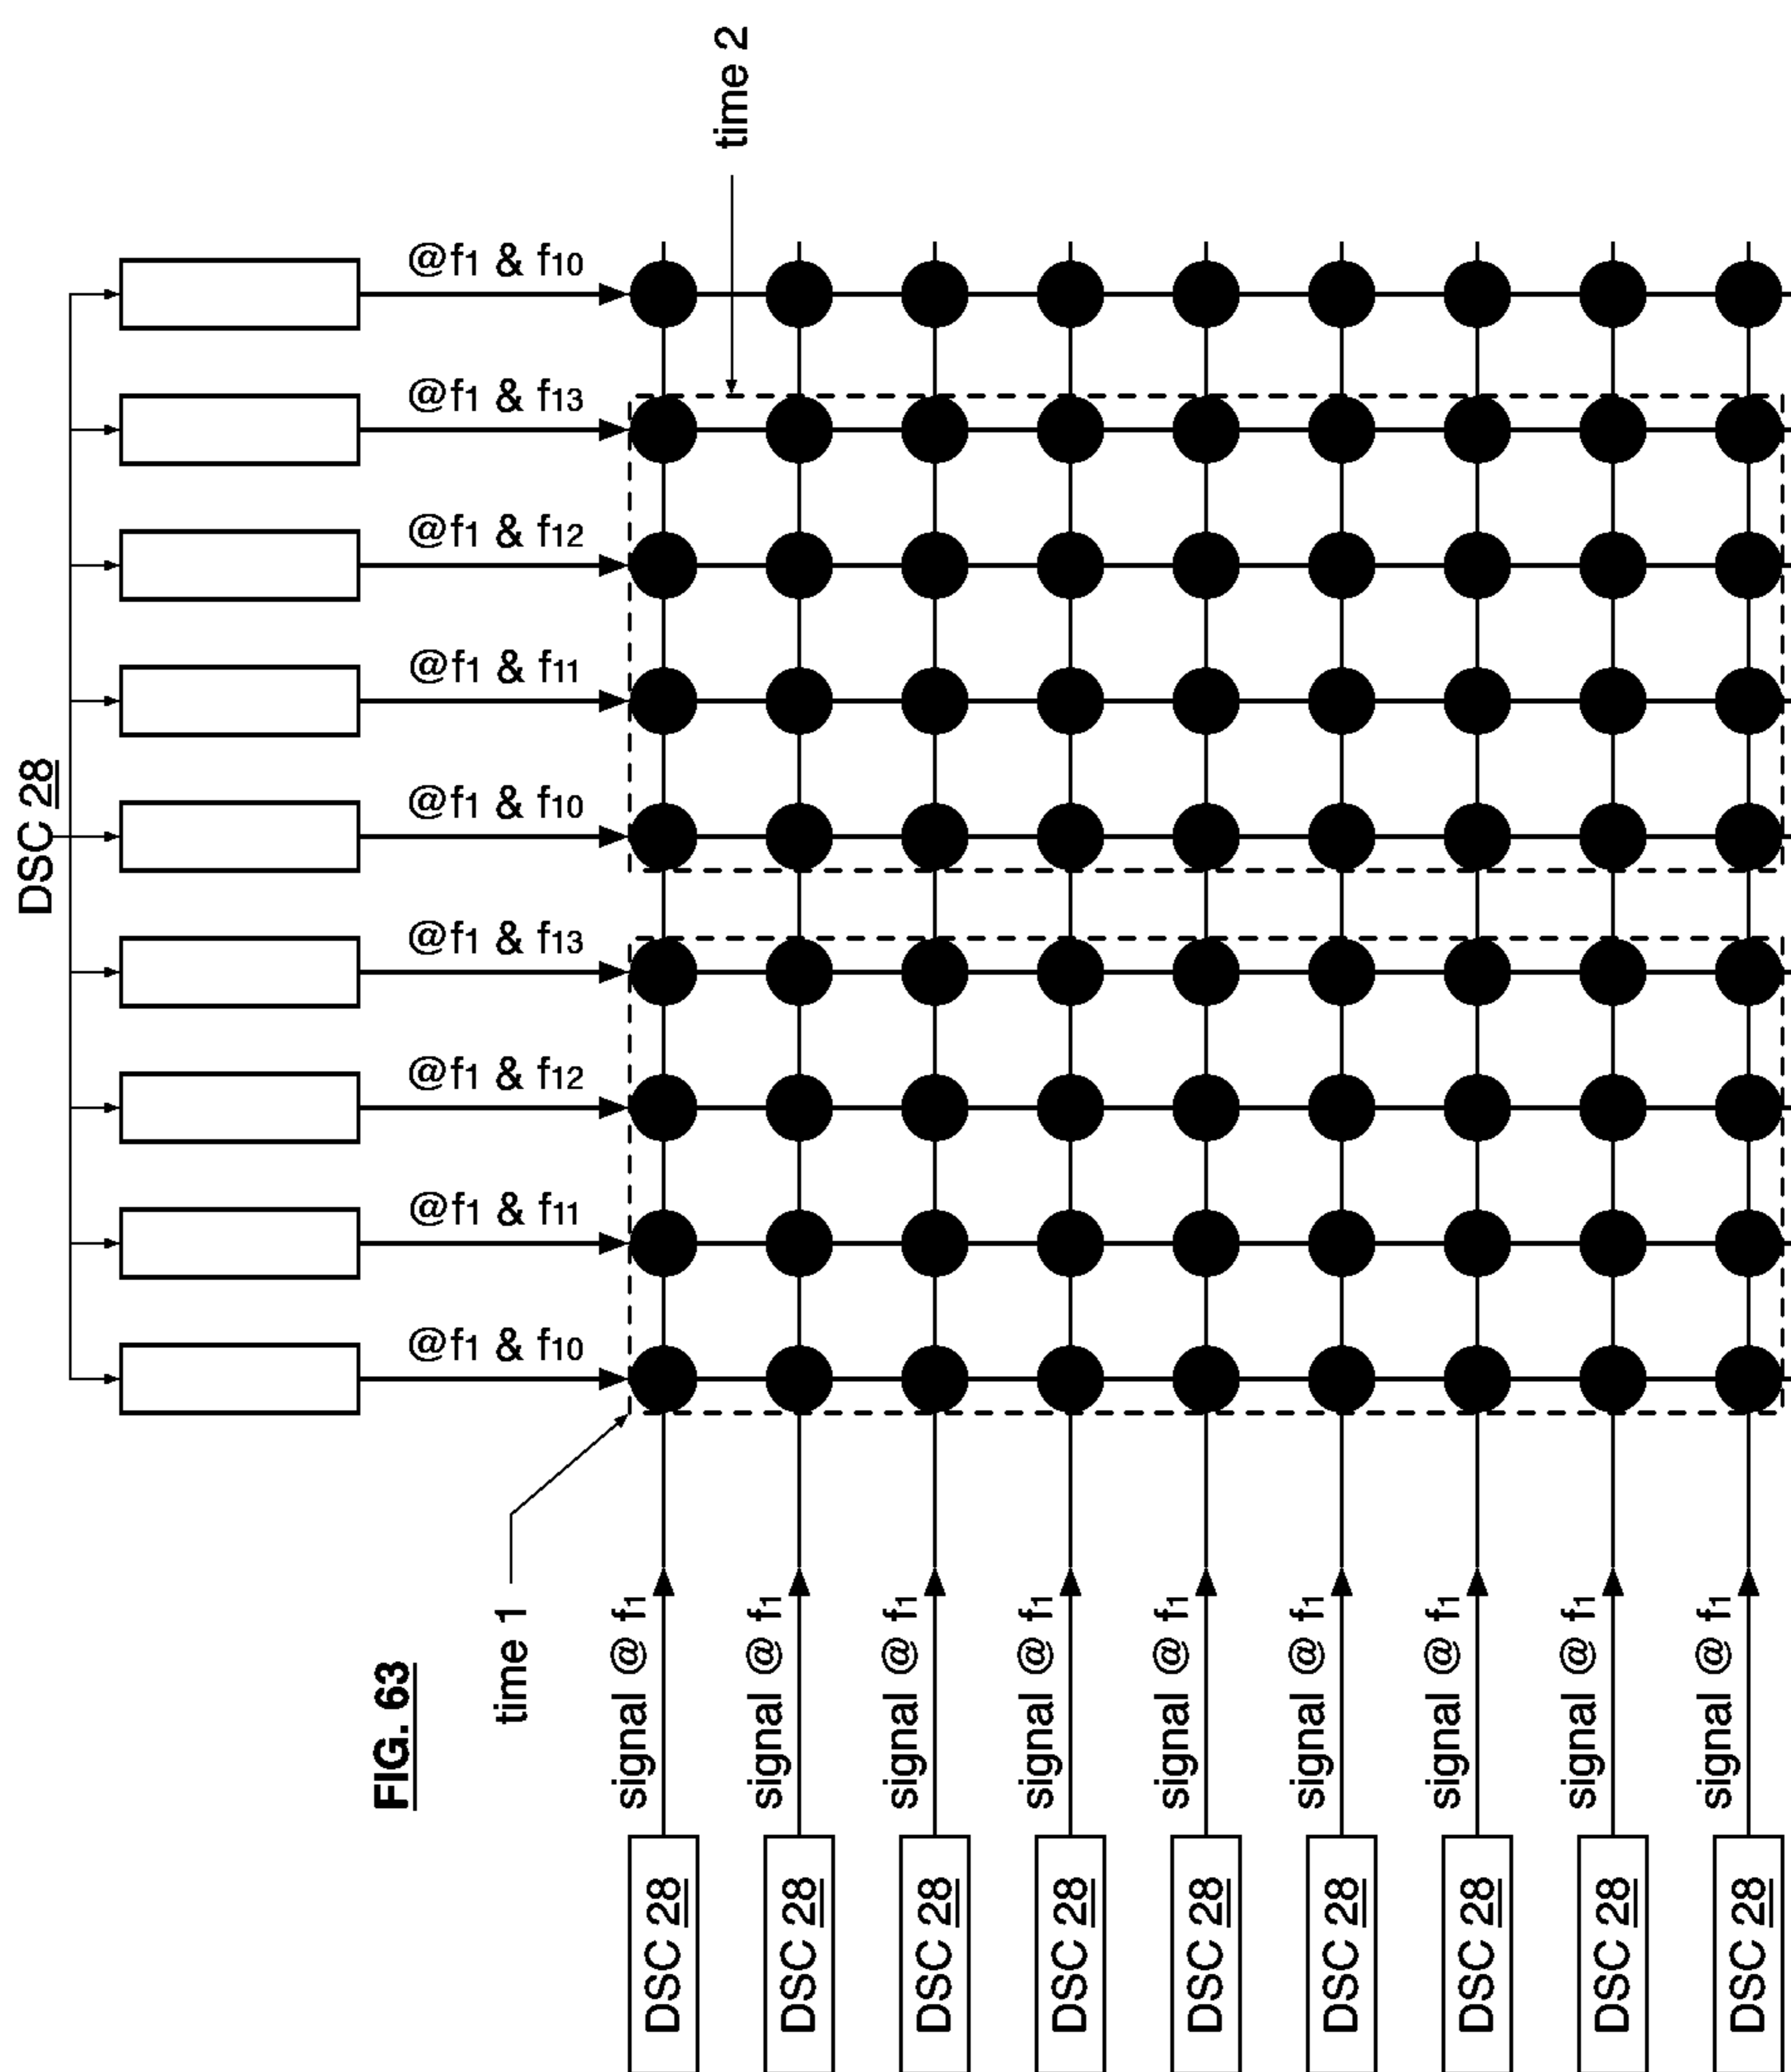 FIG. 63
DSC 28
@f1 & f10
@f1 & f11
@f1 & f12
@f1 & f13
@f1 & f10
@f1 & f11
@f1 & f12
@f1 & f13
@f1 & f10
time 1
time 2
DSC 28
signal @ f1
DSC 28
signal @ f1
DSC 28
signal @ f1
DSC 28
signal @ f1
DSC 28
signal @ f1
DSC 28
signal @ f1
DSC 28
signal @ f1
DSC 28
signal @ f1
DSC 28
signal @ f1